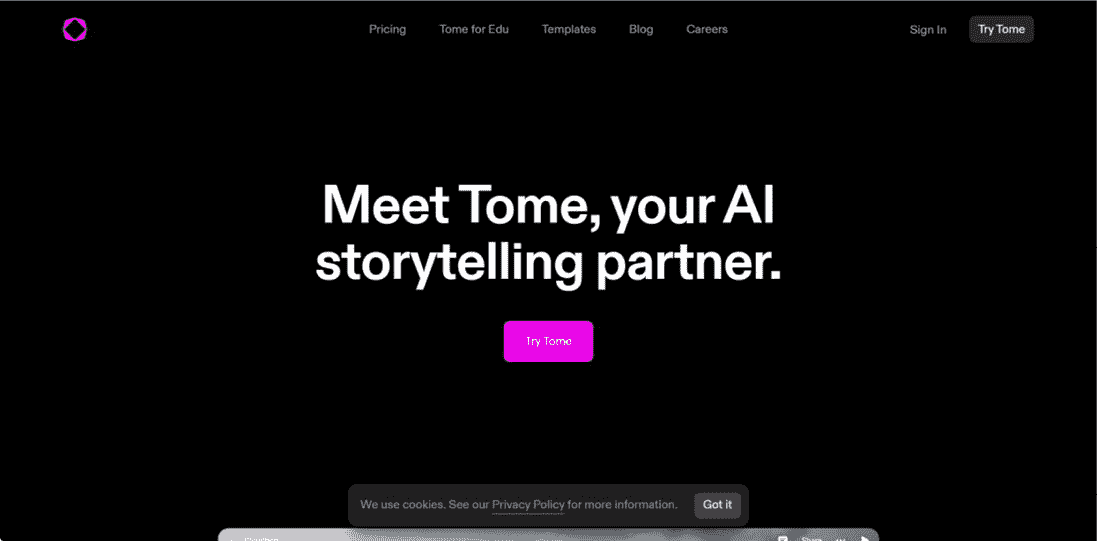 Pricing Tome for Edu Templates Blog Careers Sign In Try Tome
Meet Tome, your AI
storytelling partner.
Try Tome
We use cookies. See our Privacy Policy for more information. Got it
Share